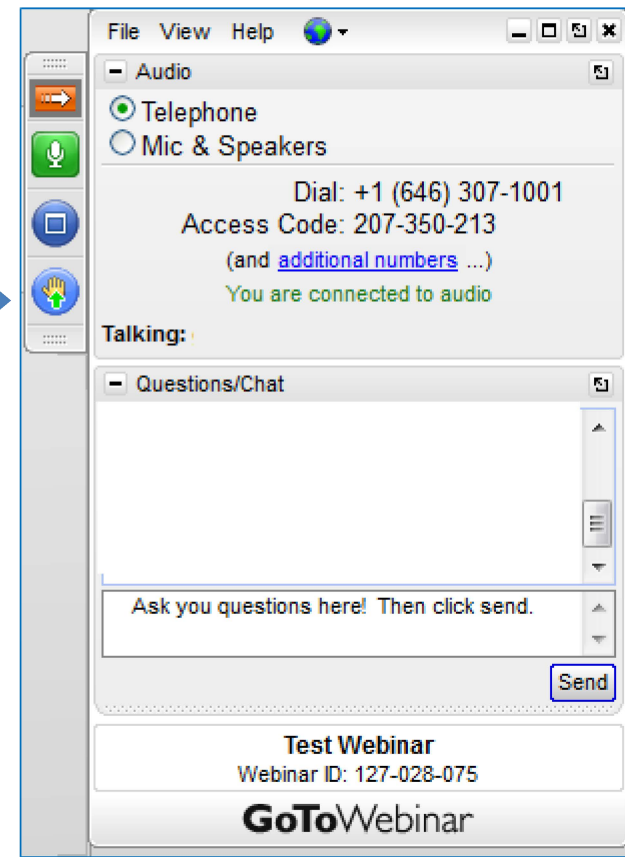 File View Help
Audio
Telephone
Mic & Speakers
Dial: +1 (646) 307-1001
Access Code: 207-350-213
(and additional numbers ...)
You are connected to audio
Talking:
Questions/Chat
Ask you questions here! Then click send.
Send
Test Webinar
Webinar ID: 127-028-075
GoToWebinar